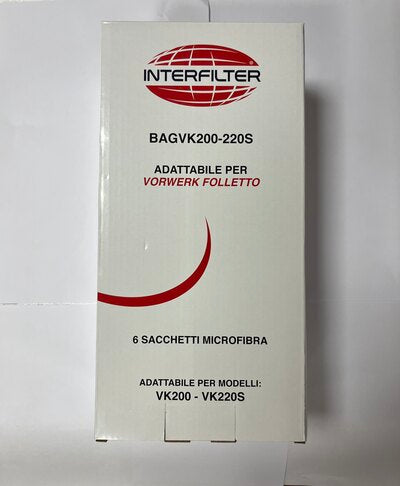 INTERFILTER
BAGVK200-220S
ADATTABILE PER
VORWERK FOLLETTO
6 SACCHETTI MICROFIBRA
ADATTABILE PER MODELLI:
VK200 - VK220S